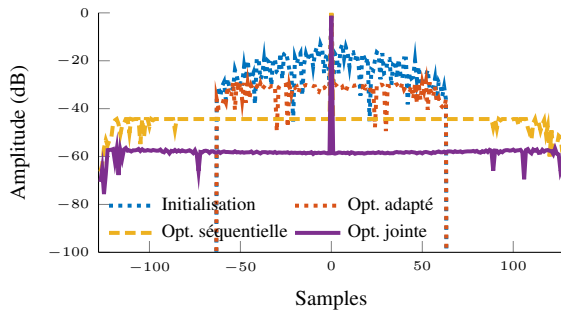 0
−20
−40
−60
−80
−100
Amplitude (dB)
Initialisation
Opt. adapté
Opt. séquentielle
Opt. jointe
−100 −50 0 50 100
Samples